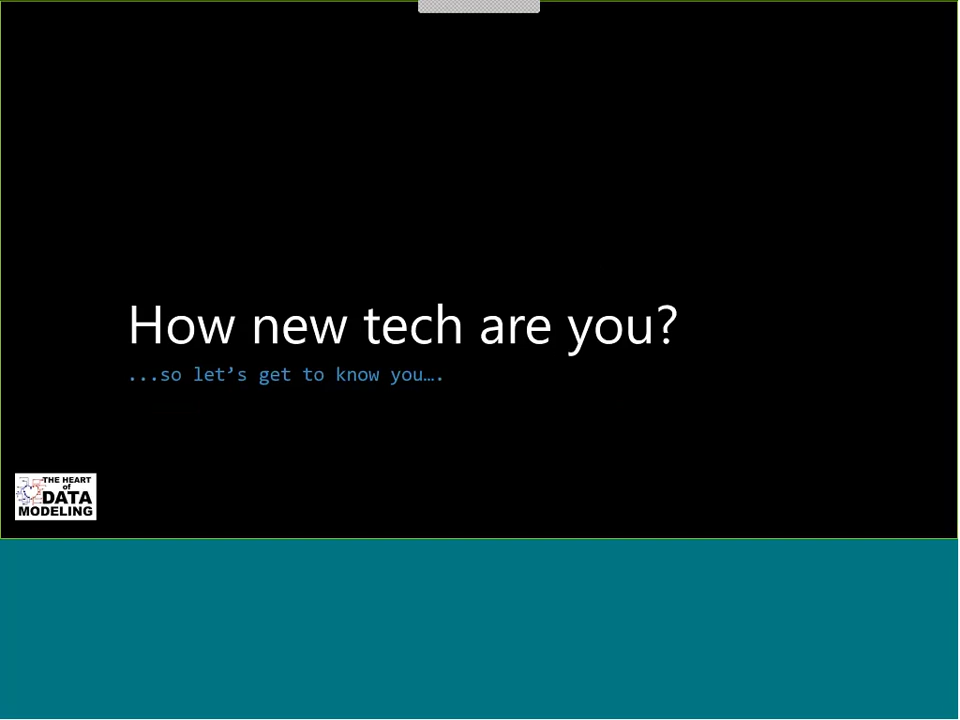 How new tech are you?
...so let’s get to know you….
THE HEART
of
DATA
MODELING